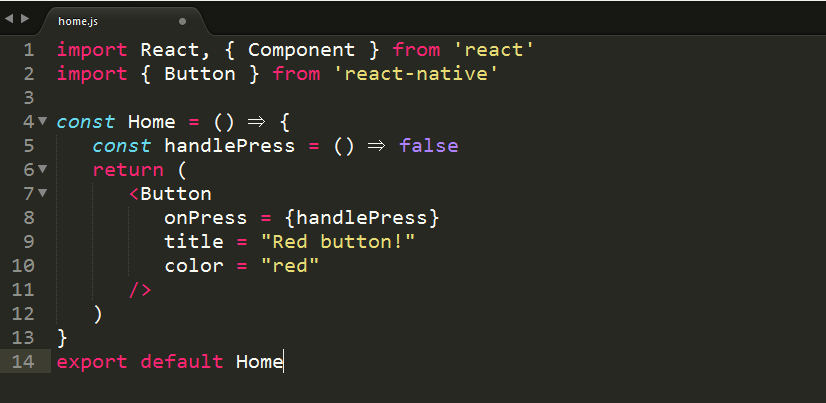 home.js
1 import React, { Component } from 'react'
2 import { Button } from 'react-native'
3
4 const Home = () => {
5 const handlePress = () => false
6 return (
7 <Button
8 onPress = {handlePress}
9 title = "Red button!"
10 color = "red"
11 />
12 )
13 }
14 export default Home